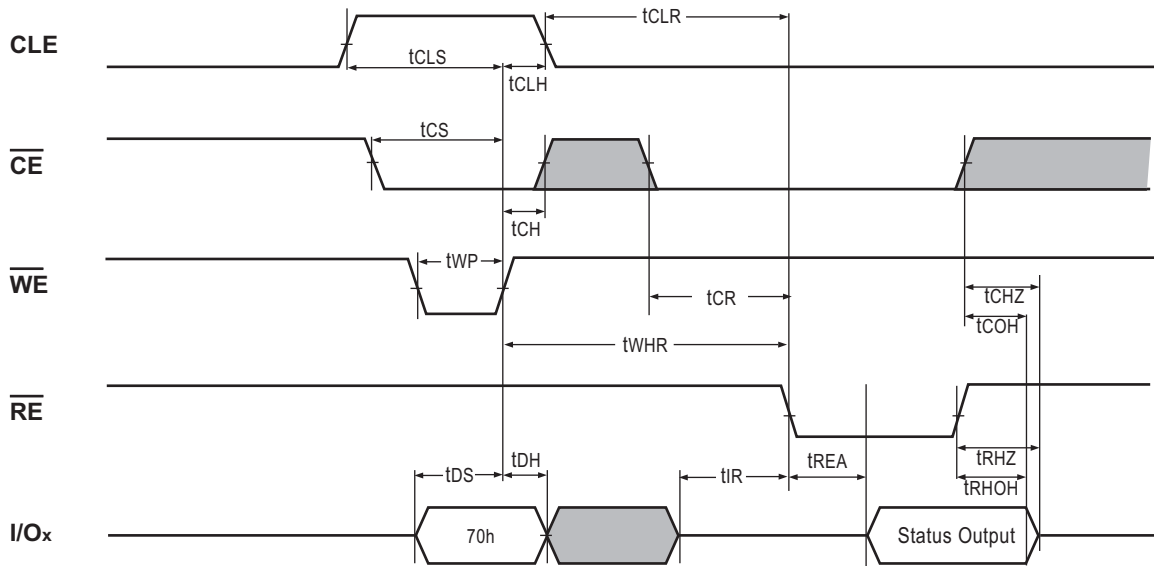 tCLR
CLE
tCLS
tCLH
tCS
CE
tCH
tWP
WE
tCR
tCHZ
tCOH
tWHR
RE
tDH
tREA
tRHZ
tDS
tIR
tRHOH
I/Ox
70h
Status Output